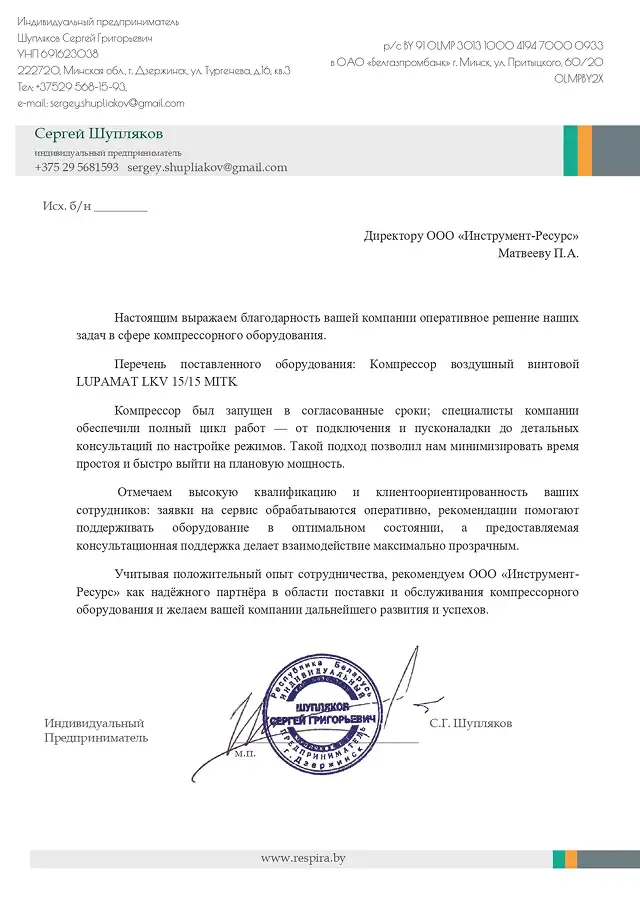 Индивидуальный предприниматель
Шупляков Сергей Григорьевич
УНП 691623038
222720, Минская обл., г. Дзержинск, ул. Тургенева, д.16, кв.3
Тел: +37529 568-15-93,
e-mail: sergey.shupliakov@gmail.com
р/с BY 91 OLMP 3013 1000 4194 7000 0933
в ОАО «Белгазпромбанк» г. Минск, ул. Притыцкого, 60/20
OLMPBY2X
Сергей Шупляков
индивидуальный предприниматель
+375 29 5681593 sergey.shupliakov@gmail.com
Исх. б/н ________
Директору ООО «Инструмент-Ресурс»
Матвееву П.А.
Настоящим выражаем благодарность вашей компании оперативное решение наших
задач в сфере компрессорного оборудования.
Перечень поставленного оборудования: Компрессор воздушный винтовой
LUPAMAT LKV 15/15 MITK
Компрессор был запущен в согласованные сроки; специалисты компании
обеспечили полный цикл работ — от подключения и пусконаладки до детальных
консультаций по настройке режимов. Такой подход позволил нам минимизировать время
простоя и быстро выйти на плановую мощность.
Отмечаем высокую квалификацию и клиентоориентированность ваших
сотрудников: заявки на сервис обрабатываются оперативно, рекомендации помогают
поддерживать оборудование в оптимальном состоянии, а предоставляемая
консультационная поддержка делает взаимодействие максимально прозрачным.
Учитывая положительный опыт сотрудничества, рекомендуем ООО «Инструмент-
Ресурс» как надёжного партнёра в области поставки и обслуживания компрессорного
оборудования и желаем вашей компании дальнейшего развития и успехов.
Республика Беларусь
ИНДИВИДУАЛЬНЫЙ
ШУПЛЯКОВ
СЕРГЕЙ ГРИГОРЬЕВИЧ
ПРЕДПРИНИМАТЕЛЬ
г. Дзержинск
Индивидуальный
Предприниматель
С.Г. Шупляков
м.п.
www.respira.by